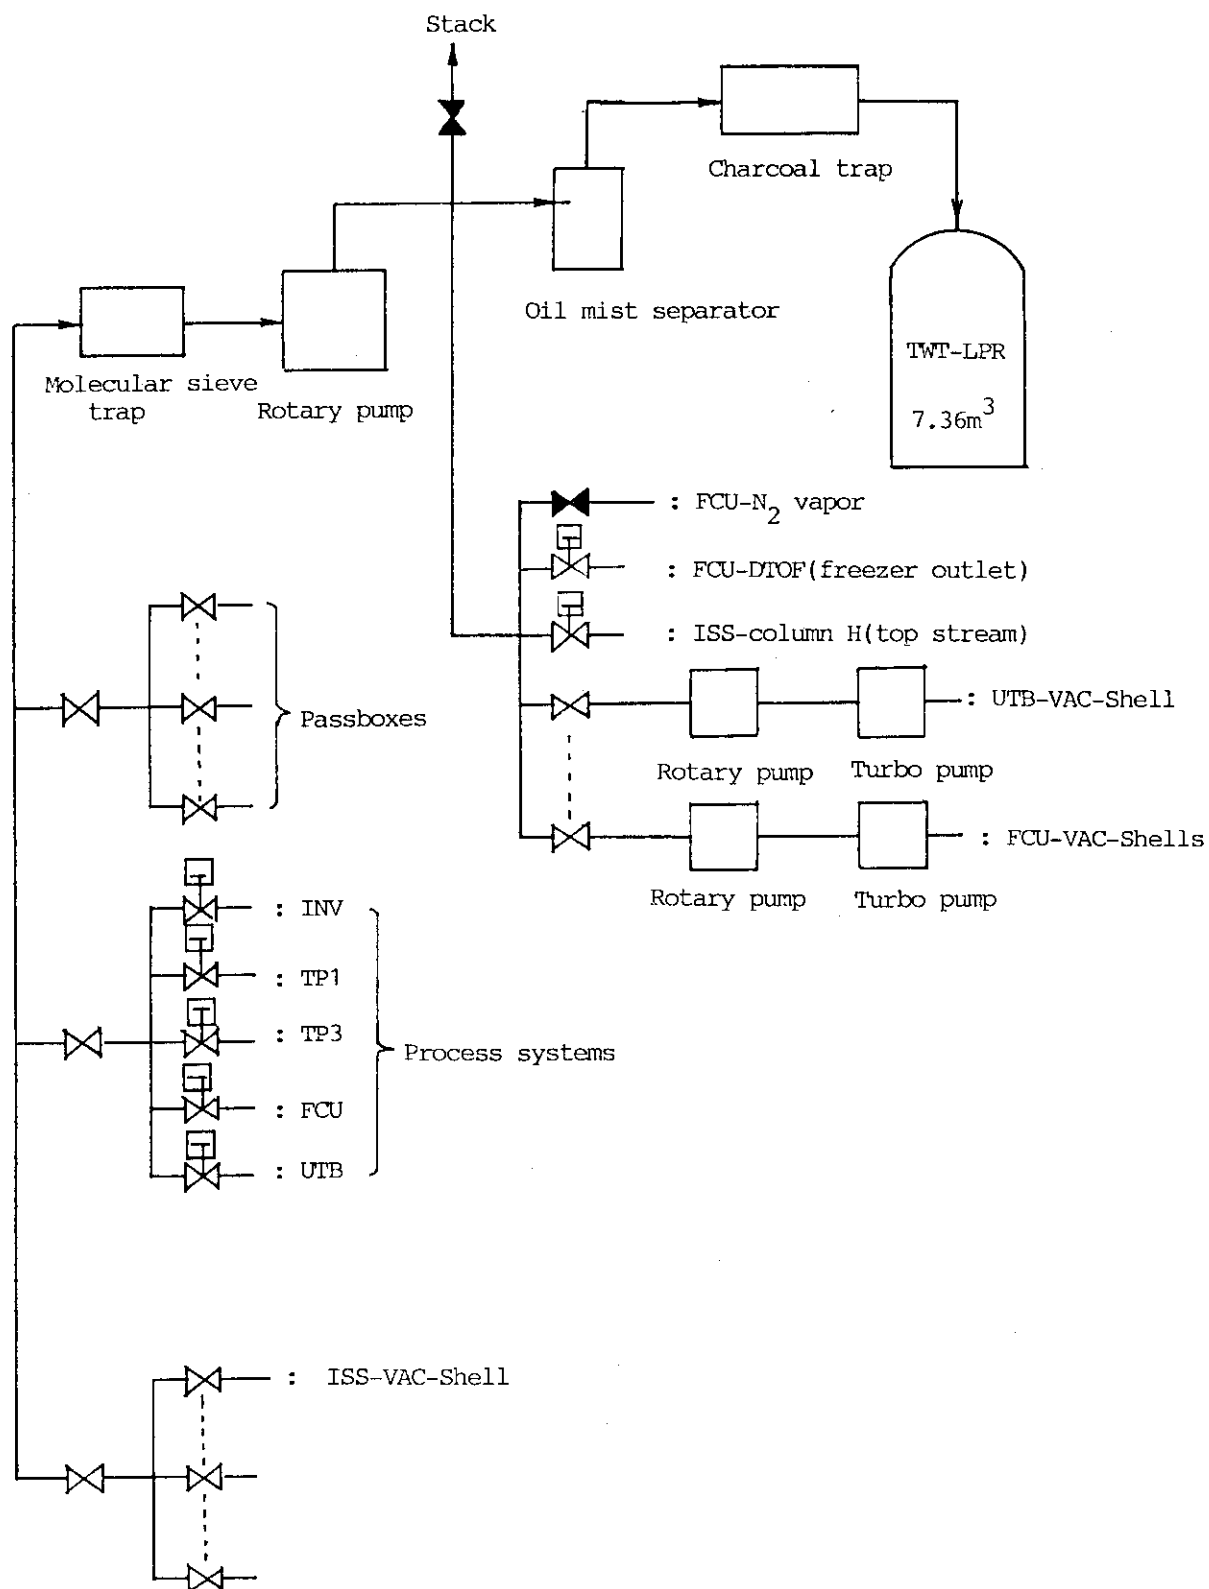 Stack
Charcoal trap
Oil mist separator
TWT-LPR
7.36m3
Molecular sieve
trap
Rotary pump
: FCU-N2 vapor
: FCU-DTOF(freezer outlet)
: ISS-column H(top stream)
: UTB-VAC-Shell
Rotary pump
Turbo pump
: FCU-VAC-Shells
Rotary pump
Turbo pump
Passboxes
: INV
: TP1
: TP3
: FCU
: UTB
Process systems
: ISS-VAC-Shell